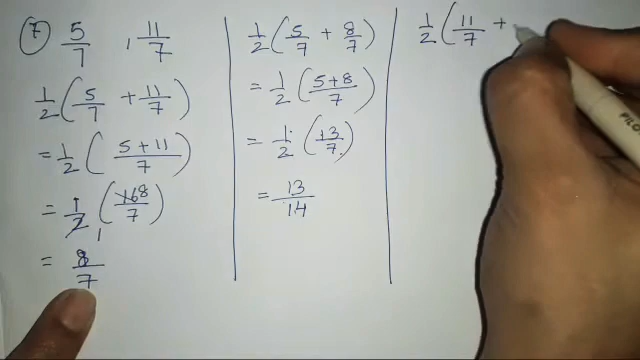 7 5/7 , 11/7
1/2 ( 5/7 + 11/7 )
= 1/2 ( 5 + 11 / 7 )
= 1/2 1 ( 16 8 / 7 )
= 8/7
1/2 ( 5/7 + 8/7 )
= 1/2 ( 5+8 / 7 )
= 1/2 ( 13/7 )
= 13/14
1/2 ( 11/7 +